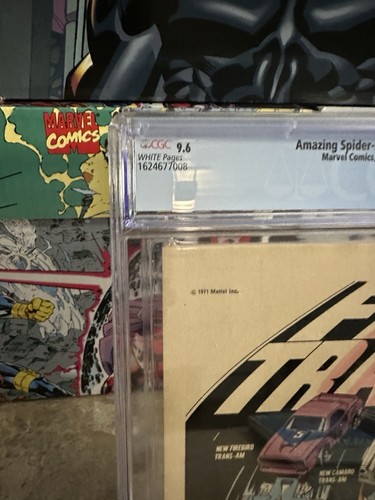 MARVEL
COMICS
CGC 9.6
WHITE Pages
1624677008
Amazing Spider-
Marvel Comics,
© 1971 Mattel Inc.
TRA
NEW FIREBIRD
TRANS-AM
NEW CAMARO
TRANS-AM